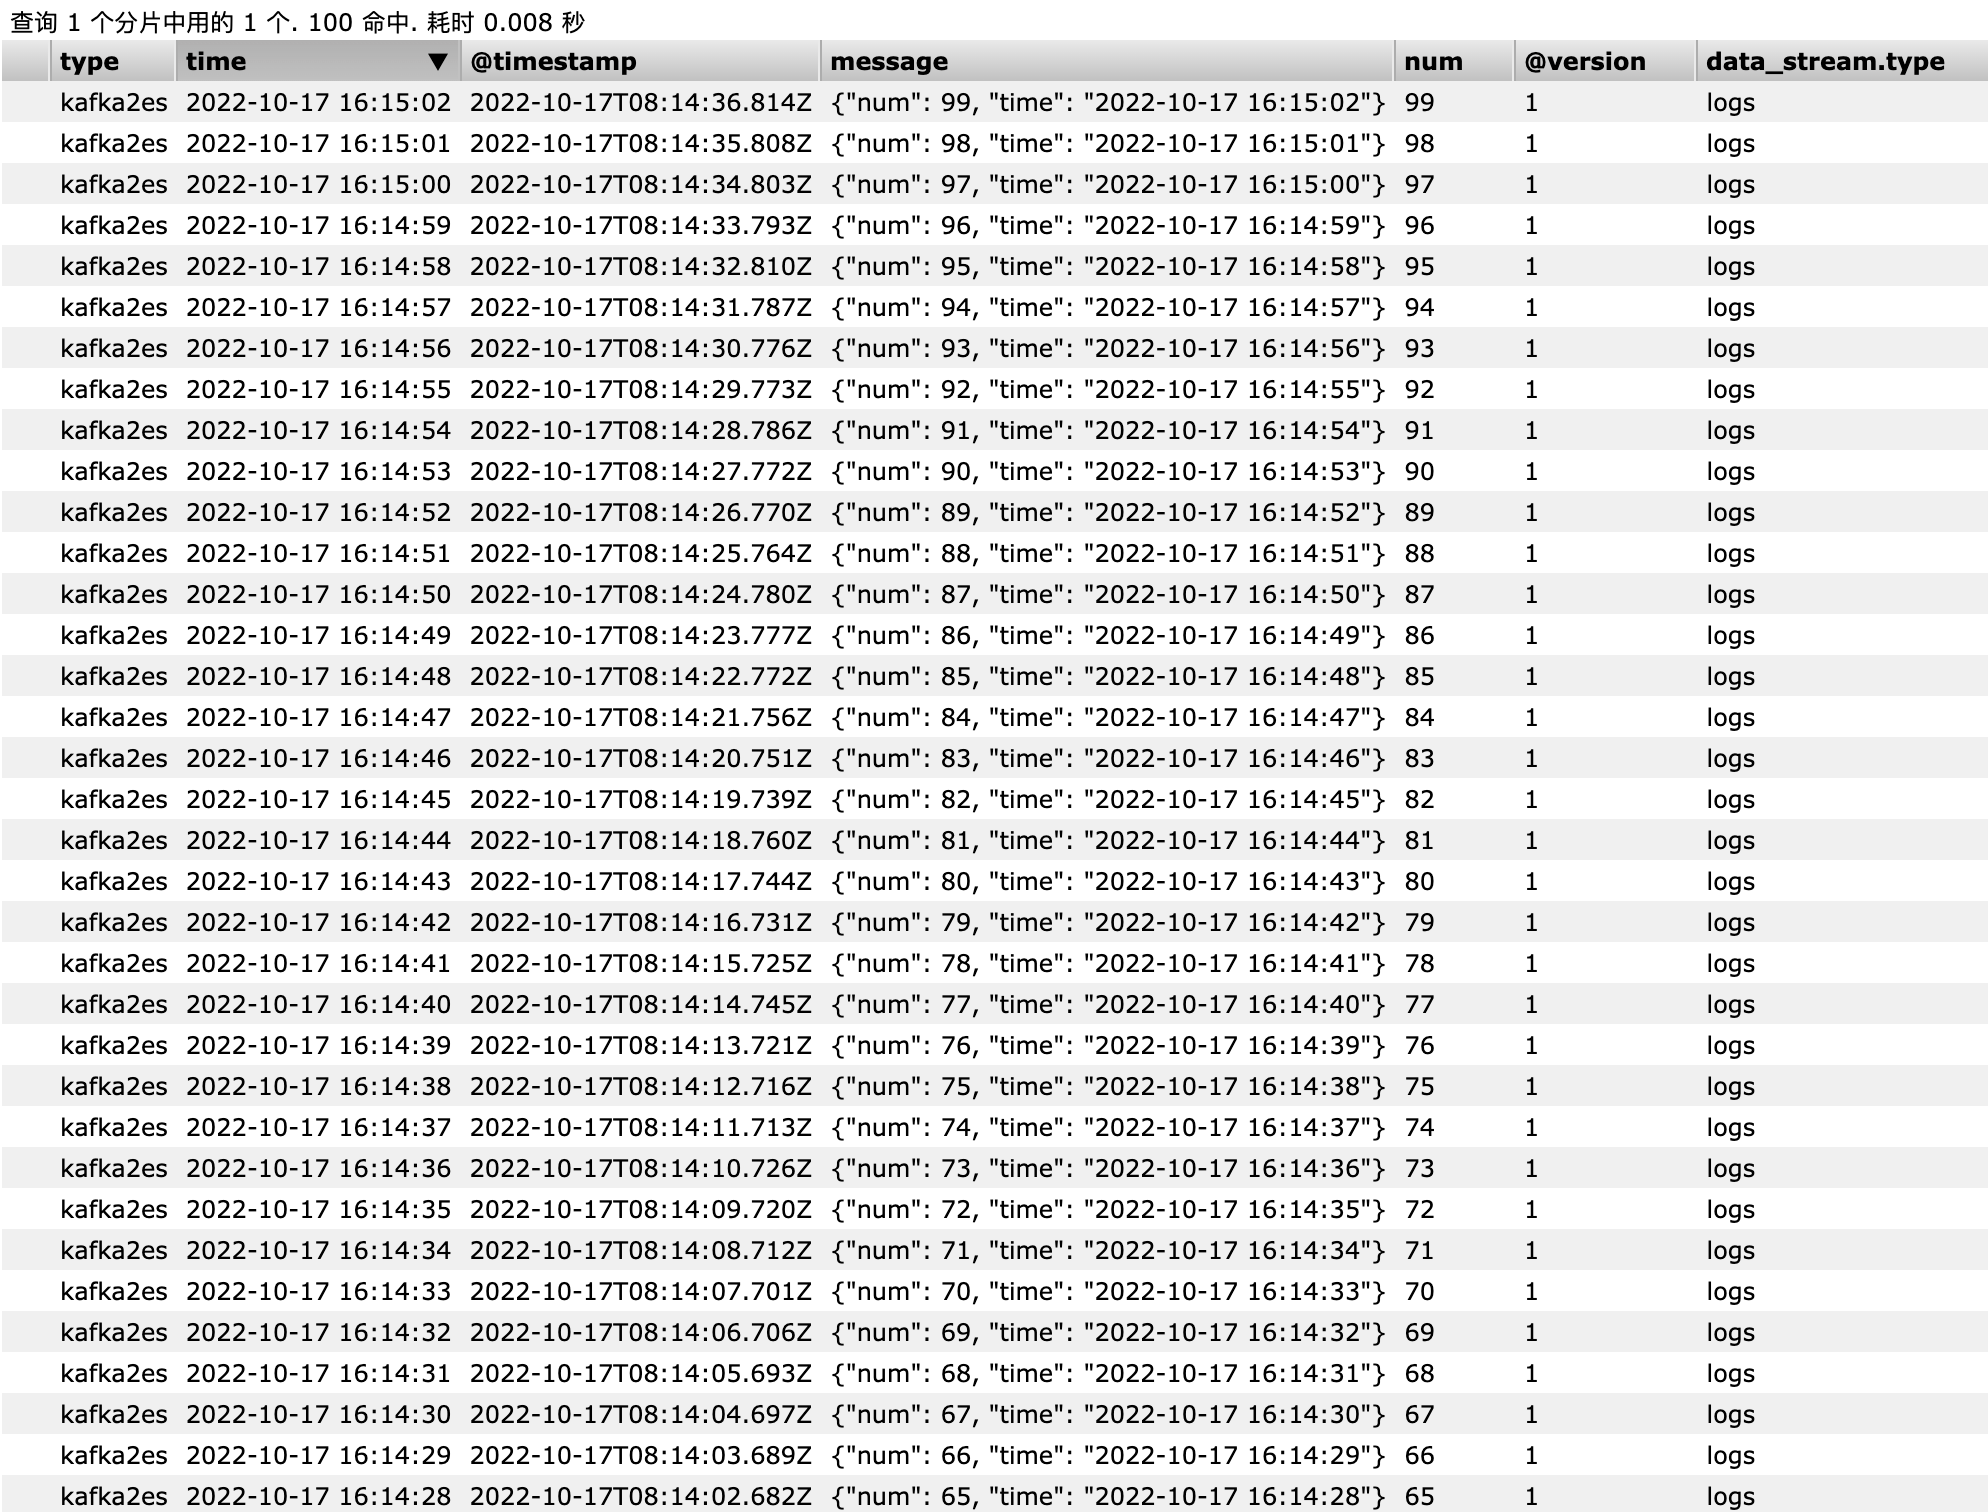 查询 1 个分片中用的 1 个. 100 命中. 耗时 0.008 秒
type time ▼ @timestamp message num @version data_stream.type
kafka2es 2022-10-17 16:15:02 2022-10-17T08:14:36.814Z {"num": 99, "time": "2022-10-17 16:15:02"} 99 1 logs
kafka2es 2022-10-17 16:15:01 2022-10-17T08:14:35.808Z {"num": 98, "time": "2022-10-17 16:15:01"} 98 1 logs
kafka2es 2022-10-17 16:15:00 2022-10-17T08:14:34.803Z {"num": 97, "time": "2022-10-17 16:15:00"} 97 1 logs
kafka2es 2022-10-17 16:14:59 2022-10-17T08:14:33.793Z {"num": 96, "time": "2022-10-17 16:14:59"} 96 1 logs
kafka2es 2022-10-17 16:14:58 2022-10-17T08:14:32.810Z {"num": 95, "time": "2022-10-17 16:14:58"} 95 1 logs
kafka2es 2022-10-17 16:14:57 2022-10-17T08:14:31.787Z {"num": 94, "time": "2022-10-17 16:14:57"} 94 1 logs
kafka2es 2022-10-17 16:14:56 2022-10-17T08:14:30.776Z {"num": 93, "time": "2022-10-17 16:14:56"} 93 1 logs
kafka2es 2022-10-17 16:14:55 2022-10-17T08:14:29.773Z {"num": 92, "time": "2022-10-17 16:14:55"} 92 1 logs
kafka2es 2022-10-17 16:14:54 2022-10-17T08:14:28.786Z {"num": 91, "time": "2022-10-17 16:14:54"} 91 1 logs
kafka2es 2022-10-17 16:14:53 2022-10-17T08:14:27.772Z {"num": 90, "time": "2022-10-17 16:14:53"} 90 1 logs
kafka2es 2022-10-17 16:14:52 2022-10-17T08:14:26.770Z {"num": 89, "time": "2022-10-17 16:14:52"} 89 1 logs
kafka2es 2022-10-17 16:14:51 2022-10-17T08:14:25.764Z {"num": 88, "time": "2022-10-17 16:14:51"} 88 1 logs
kafka2es 2022-10-17 16:14:50 2022-10-17T08:14:24.780Z {"num": 87, "time": "2022-10-17 16:14:50"} 87 1 logs
kafka2es 2022-10-17 16:14:49 2022-10-17T08:14:23.777Z {"num": 86, "time": "2022-10-17 16:14:49"} 86 1 logs
kafka2es 2022-10-17 16:14:48 2022-10-17T08:14:22.772Z {"num": 85, "time": "2022-10-17 16:14:48"} 85 1 logs
kafka2es 2022-10-17 16:14:47 2022-10-17T08:14:21.756Z {"num": 84, "time": "2022-10-17 16:14:47"} 84 1 logs
kafka2es 2022-10-17 16:14:46 2022-10-17T08:14:20.751Z {"num": 83, "time": "2022-10-17 16:14:46"} 83 1 logs
kafka2es 2022-10-17 16:14:45 2022-10-17T08:14:19.739Z {"num": 82, "time": "2022-10-17 16:14:45"} 82 1 logs
kafka2es 2022-10-17 16:14:44 2022-10-17T08:14:18.760Z {"num": 81, "time": "2022-10-17 16:14:44"} 81 1 logs
kafka2es 2022-10-17 16:14:43 2022-10-17T08:14:17.744Z {"num": 80, "time": "2022-10-17 16:14:43"} 80 1 logs
kafka2es 2022-10-17 16:14:42 2022-10-17T08:14:16.731Z {"num": 79, "time": "2022-10-17 16:14:42"} 79 1 logs
kafka2es 2022-10-17 16:14:41 2022-10-17T08:14:15.725Z {"num": 78, "time": "2022-10-17 16:14:41"} 78 1 logs
kafka2es 2022-10-17 16:14:40 2022-10-17T08:14:14.745Z {"num": 77, "time": "2022-10-17 16:14:40"} 77 1 logs
kafka2es 2022-10-17 16:14:39 2022-10-17T08:14:13.721Z {"num": 76, "time": "2022-10-17 16:14:39"} 76 1 logs
kafka2es 2022-10-17 16:14:38 2022-10-17T08:14:12.716Z {"num": 75, "time": "2022-10-17 16:14:38"} 75 1 logs
kafka2es 2022-10-17 16:14:37 2022-10-17T08:14:11.713Z {"num": 74, "time": "2022-10-17 16:14:37"} 74 1 logs
kafka2es 2022-10-17 16:14:36 2022-10-17T08:14:10.726Z {"num": 73, "time": "2022-10-17 16:14:36"} 73 1 logs
kafka2es 2022-10-17 16:14:35 2022-10-17T08:14:09.720Z {"num": 72, "time": "2022-10-17 16:14:35"} 72 1 logs
kafka2es 2022-10-17 16:14:34 2022-10-17T08:14:08.712Z {"num": 71, "time": "2022-10-17 16:14:34"} 71 1 logs
kafka2es 2022-10-17 16:14:33 2022-10-17T08:14:07.701Z {"num": 70, "time": "2022-10-17 16:14:33"} 70 1 logs
kafka2es 2022-10-17 16:14:32 2022-10-17T08:14:06.706Z {"num": 69, "time": "2022-10-17 16:14:32"} 69 1 logs
kafka2es 2022-10-17 16:14:31 2022-10-17T08:14:05.693Z {"num": 68, "time": "2022-10-17 16:14:31"} 68 1 logs
kafka2es 2022-10-17 16:14:30 2022-10-17T08:14:04.697Z {"num": 67, "time": "2022-10-17 16:14:30"} 67 1 logs
kafka2es 2022-10-17 16:14:29 2022-10-17T08:14:03.689Z {"num": 66, "time": "2022-10-17 16:14:29"} 66 1 logs
kafka2es 2022-10-17 16:14:28 2022-10-17T08:14:02.682Z {"num": 65, "time": "2022-10-17 16:14:28"} 65 1 logs